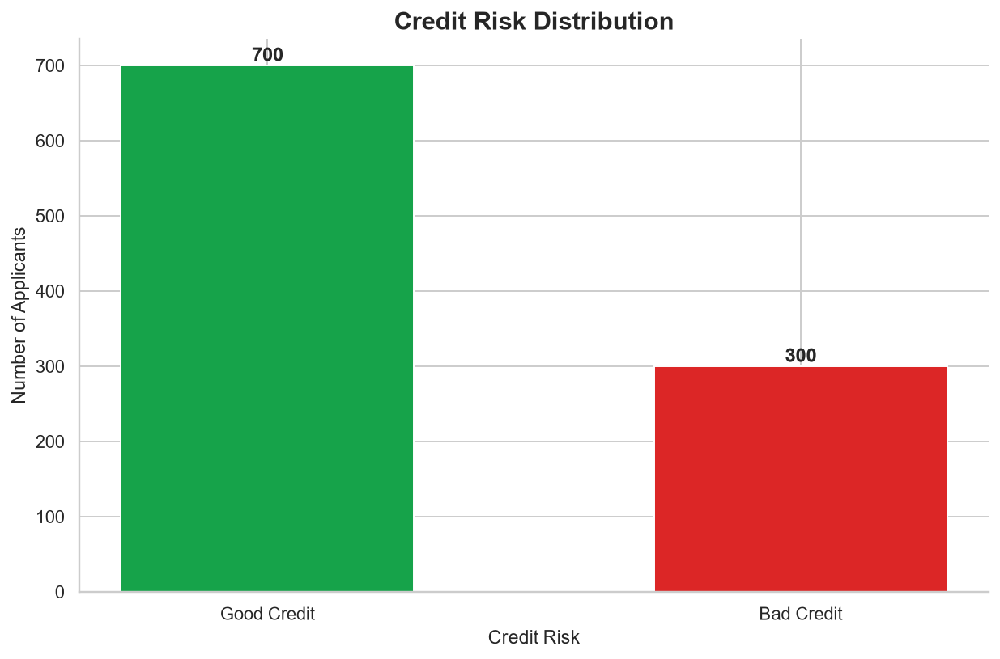 Credit Risk Distribution
Number of Applicants
700
600
500
400
300
200
100
0
700
300
Good Credit
Bad Credit
Credit Risk